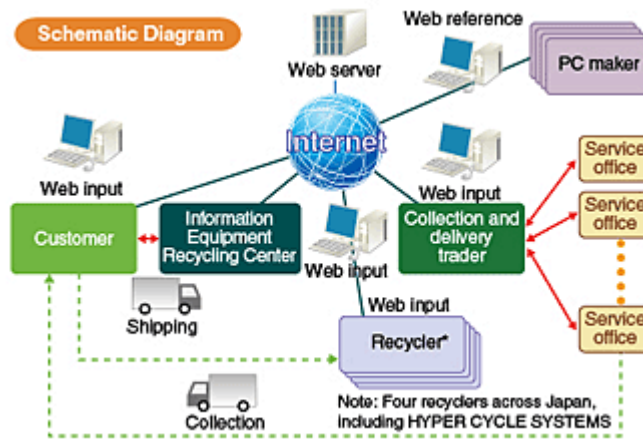 Schematic Diagram
Web reference
Web server
PC maker
Internet
Web input
Web input
Service
office
Service
office
Customer
Information
Equipment
Recycling Center
Web input
Collection and
delivery
trader
Shipping
Web input
Service
office
Recycler*
Collection
Note: Four recyclers across Japan,
including HYPER CYCLE SYSTEMS